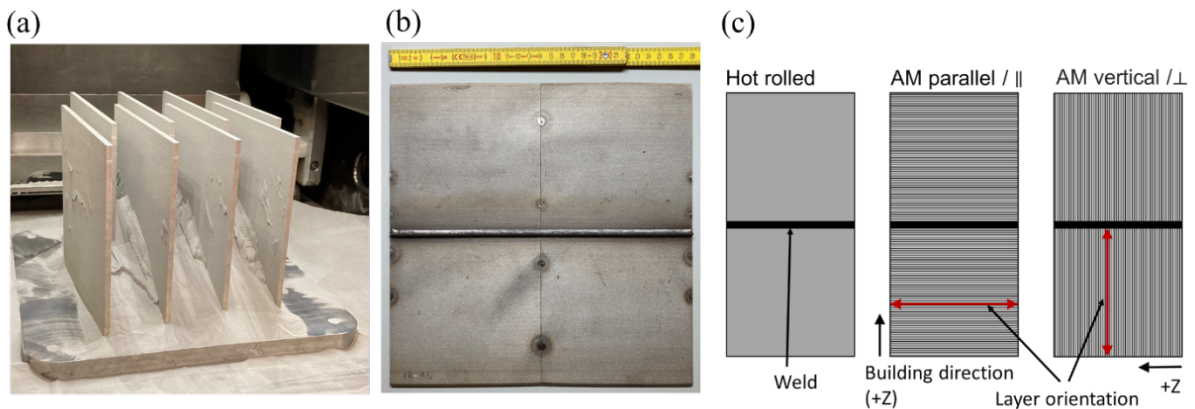 (a)
(b)
(c)
Hot rolled
AM parallel / ∥
AM vertical /⊥
Weld
Building direction
(+Z)
Layer orientation
+Z